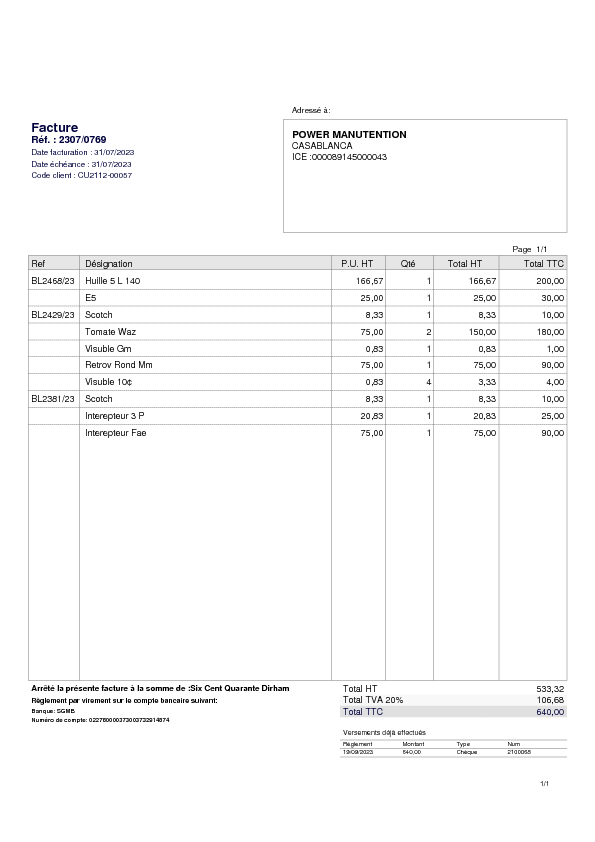 Adressé à:
Facture
Réf. : 2307/0769
Date facturation : 31/07/2023
Date échéance : 31/07/2023
Code client : CU2112-00057
POWER MANUTENTION
CASABLANCA
ICE :000089145000043
Page 1/1
Ref Désignation P.U. HT Qté Total HT Total TTC
BL2468/23 Huille 5 L 140 166,67 1 166,67 200,00
E5 25,00 1 25,00 30,00
BL2429/23 Scotch 8,33 1 8,33 10,00
Tomate Waz 75,00 2 150,00 180,00
Visuble Gm 0,83 1 0,83 1,00
Retrov Rond Mm 75,00 1 75,00 90,00
Visuble 10¢ 0,83 4 3,33 4,00
BL2381/23 Scotch 8,33 1 8,33 10,00
Interepteur 3 P 20,83 1 20,83 25,00
Interepteur Fae 75,00 1 75,00 90,00
Arrêté la présente facture à la somme de :Six Cent Quarante Dirham
Règlement par virement sur le compte bancaire suivant:
Banque: SGMB
Numéro de compte:
Total HT 533,32
Total TVA 20% 106,68
Total TTC 640,00
Versements déjà effectués
Règlement Montant Type Num
19/09/2023 640,00 Chèque 2100068
1/1